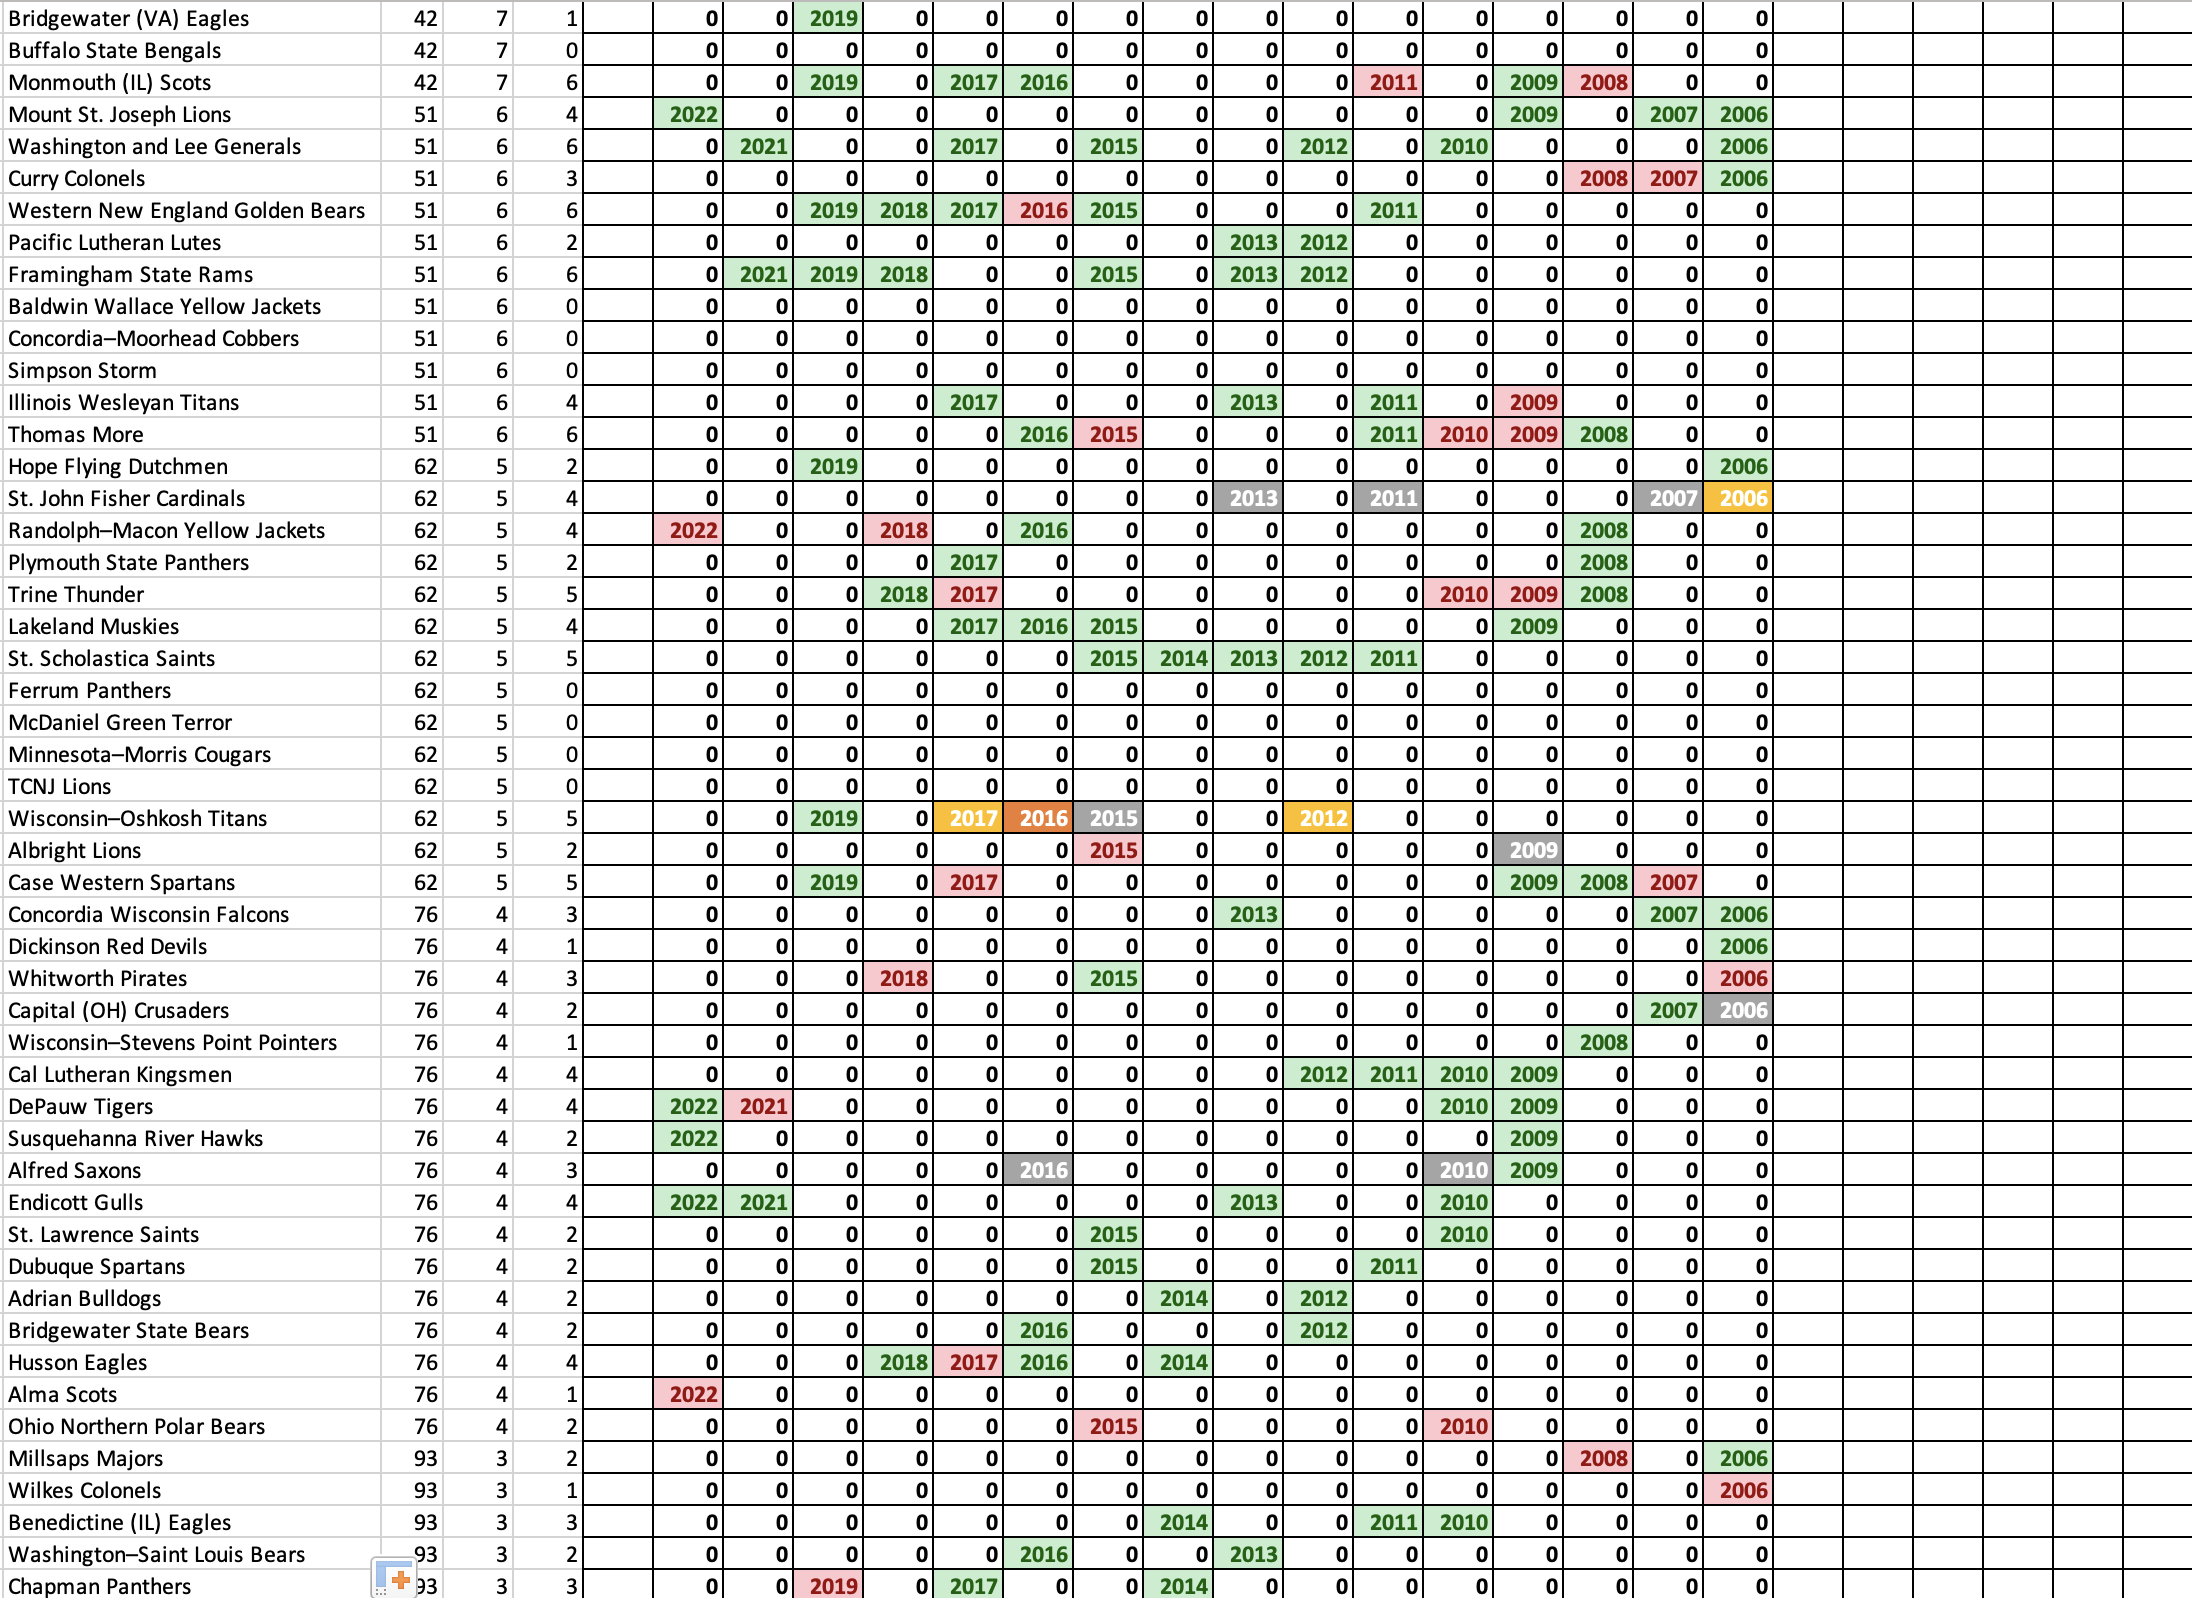 Bridgewater (VA) Eagles 42 7 1 0 0 2019 0 0 0 0 0 0 0 0 0 0 0 0 0
Buffalo State Bengals 42 7 0 0 0 0 0 0 0 0 0 0 0 0 0 0 0 0 0
Monmouth (IL) Scots 42 7 6 0 0 2019 0 2017 2016 0 0 0 0 2011 0 2009 2008 0 0
Mount St. Joseph Lions 51 6 4 2022 0 0 0 0 0 0 0 0 0 0 0 2009 0 2007 2006
Washington and Lee Generals 51 6 6 0 2021 0 0 2017 0 2015 0 0 2012 0 2010 0 0 0 2006
Curry Colonels 51 6 3 0 0 0 0 0 0 0 0 0 0 0 0 0 2008 2007 2006
Western New England Golden Bears 51 6 6 0 0 2019 2018 2017 2016 2015 0 0 0 2011 0 0 0 0 0
Pacific Lutheran Lutes 51 6 2 0 0 0 0 0 0 0 0 2013 2012 0 0 0 0 0 0
Framingham State Rams 51 6 6 0 2021 2019 2018 0 0 2015 0 2013 2012 0 0 0 0 0 0
Baldwin Wallace Yellow Jackets 51 6 0 0 0 0 0 0 0 0 0 0 0 0 0 0 0 0 0
Concordia–Moorhead Cobbers 51 6 0 0 0 0 0 0 0 0 0 0 0 0 0 0 0 0 0
Simpson Storm 51 6 0 0 0 0 0 0 0 0 0 0 0 0 0 0 0 0 0
Illinois Wesleyan Titans 51 6 4 0 0 0 0 2017 0 0 0 2013 0 2011 0 2009 0 0 0
Thomas More 51 6 6 0 0 0 0 0 2016 2015 0 0 0 2011 2010 2009 2008 0 0
Hope Flying Dutchmen 62 5 2 0 0 2019 0 0 0 0 0 0 0 0 0 0 0 0 2006
St. John Fisher Cardinals 62 5 4 0 0 0 0 0 0 0 0 2013 0 2011 0 0 0 2007 2006
Randolph–Macon Yellow Jackets 62 5 4 2022 0 0 2018 0 2016 0 0 0 0 0 0 0 2008 0 0
Plymouth State Panthers 62 5 2 0 0 0 0 2017 0 0 0 0 0 0 0 0 2008 0 0
Trine Thunder 62 5 5 0 0 0 2018 2017 0 0 0 0 0 0 2010 2009 2008 0 0
Lakeland Muskies 62 5 4 0 0 0 0 2017 2016 2015 0 0 0 0 0 2009 0 0 0
St. Scholastica Saints 62 5 5 0 0 0 0 0 0 2015 2014 2013 2012 2011 0 0 0 0 0
Ferrum Panthers 62 5 0 0 0 0 0 0 0 0 0 0 0 0 0 0 0 0 0
McDaniel Green Terror 62 5 0 0 0 0 0 0 0 0 0 0 0 0 0 0 0 0 0
Minnesota–Morris Cougars 62 5 0 0 0 0 0 0 0 0 0 0 0 0 0 0 0 0 0
TCNJ Lions 62 5 0 0 0 0 0 0 0 0 0 0 0 0 0 0 0 0 0
Wisconsin–Oshkosh Titans 62 5 5 0 0 2019 0 2017 2016 2015 0 0 2012 0 0 0 0 0 0
Albright Lions 62 5 2 0 0 0 0 0 0 2015 0 0 0 0 0 2009 0 0 0
Case Western Spartans 62 5 5 0 0 2019 0 2017 0 0 0 0 0 0 0 2009 2008 2007 0
Concordia Wisconsin Falcons 76 4 3 0 0 0 0 0 0 0 0 2013 0 0 0 0 0 2007 2006
Dickinson Red Devils 76 4 1 0 0 0 0 0 0 0 0 0 0 0 0 0 0 0 2006
Whitworth Pirates 76 4 3 0 0 0 2018 0 0 2015 0 0 0 0 0 0 0 0 2006
Capital (OH) Crusaders 76 4 2 0 0 0 0 0 0 0 0 0 0 0 0 0 0 2007 2006
Wisconsin–Stevens Point Pointers 76 4 1 0 0 0 0 0 0 0 0 0 0 0 0 0 2008 0 0
Cal Lutheran Kingsmen 76 4 4 0 0 0 0 0 0 0 0 0 2012 2011 2010 2009 0 0 0
DePauw Tigers 76 4 4 2022 2021 0 0 0 0 0 0 0 0 0 2010 2009 0 0 0
Susquehanna River Hawks 76 4 2 2022 0 0 0 0 0 0 0 0 0 0 0 2009 0 0 0
Alfred Saxons 76 4 3 0 0 0 0 0 2016 0 0 0 0 0 2010 2009 0 0 0
Endicott Gulls 76 4 4 2022 2021 0 0 0 0 0 0 2013 0 0 2010 0 0 0 0
St. Lawrence Saints 76 4 2 0 0 0 0 0 0 2015 0 0 0 0 2010 0 0 0 0
Dubuque Spartans 76 4 2 0 0 0 0 0 0 2015 0 0 0 2011 0 0 0 0 0
Adrian Bulldogs 76 4 2 0 0 0 0 0 0 0 2014 0 2012 0 0 0 0 0 0
Bridgewater State Bears 76 4 2 0 0 0 0 0 2016 0 0 0 2012 0 0 0 0 0 0
Husson Eagles 76 4 4 0 0 0 2018 2017 2016 0 2014 0 0 0 0 0 0 0 0
Alma Scots 76 4 1 2022 0 0 0 0 0 0 0 0 0 0 0 0 0 0 0
Ohio Northern Polar Bears 76 4 2 0 0 0 0 0 0 2015 0 0 0 0 2010 0 0 0 0
Millsaps Majors 93 3 2 0 0 0 0 0 0 0 0 0 0 0 0 0 2008 0 2006
Wilkes Colonels 93 3 1 0 0 0 0 0 0 0 0 0 0 0 0 0 0 0 2006
Benedictine (IL) Eagles 93 3 3 0 0 0 0 0 0 0 2014 0 0 2011 2010 0 0 0 0
Washington–Saint Louis Bears 93 3 2 0 0 0 0 0 2016 0 0 2013 0 0 0 0 0 0 0
Chapman Panthers 93 3 3 0 0 2019 0 2017 0 0 2014 0 0 0 0 0 0 0 0